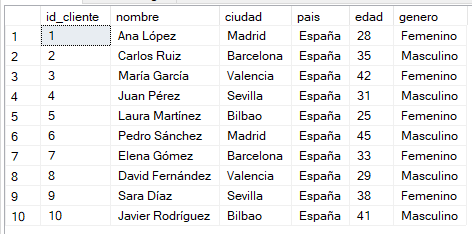 id_cliente nombre ciudad pais edad genero
1 1 Ana López Madrid España 28 Femenino
2 2 Carlos Ruiz Barcelona España 35 Masculino
3 3 María García Valencia España 42 Femenino
4 4 Juan Pérez Sevilla España 31 Masculino
5 5 Laura Martínez Bilbao España 25 Femenino
6 6 Pedro Sánchez Madrid España 45 Masculino
7 7 Elena Gómez Barcelona España 33 Femenino
8 8 David Fernández Valencia España 29 Masculino
9 9 Sara Díaz Sevilla España 38 Femenino
10 10 Javier Rodríguez Bilbao España 41 Masculino